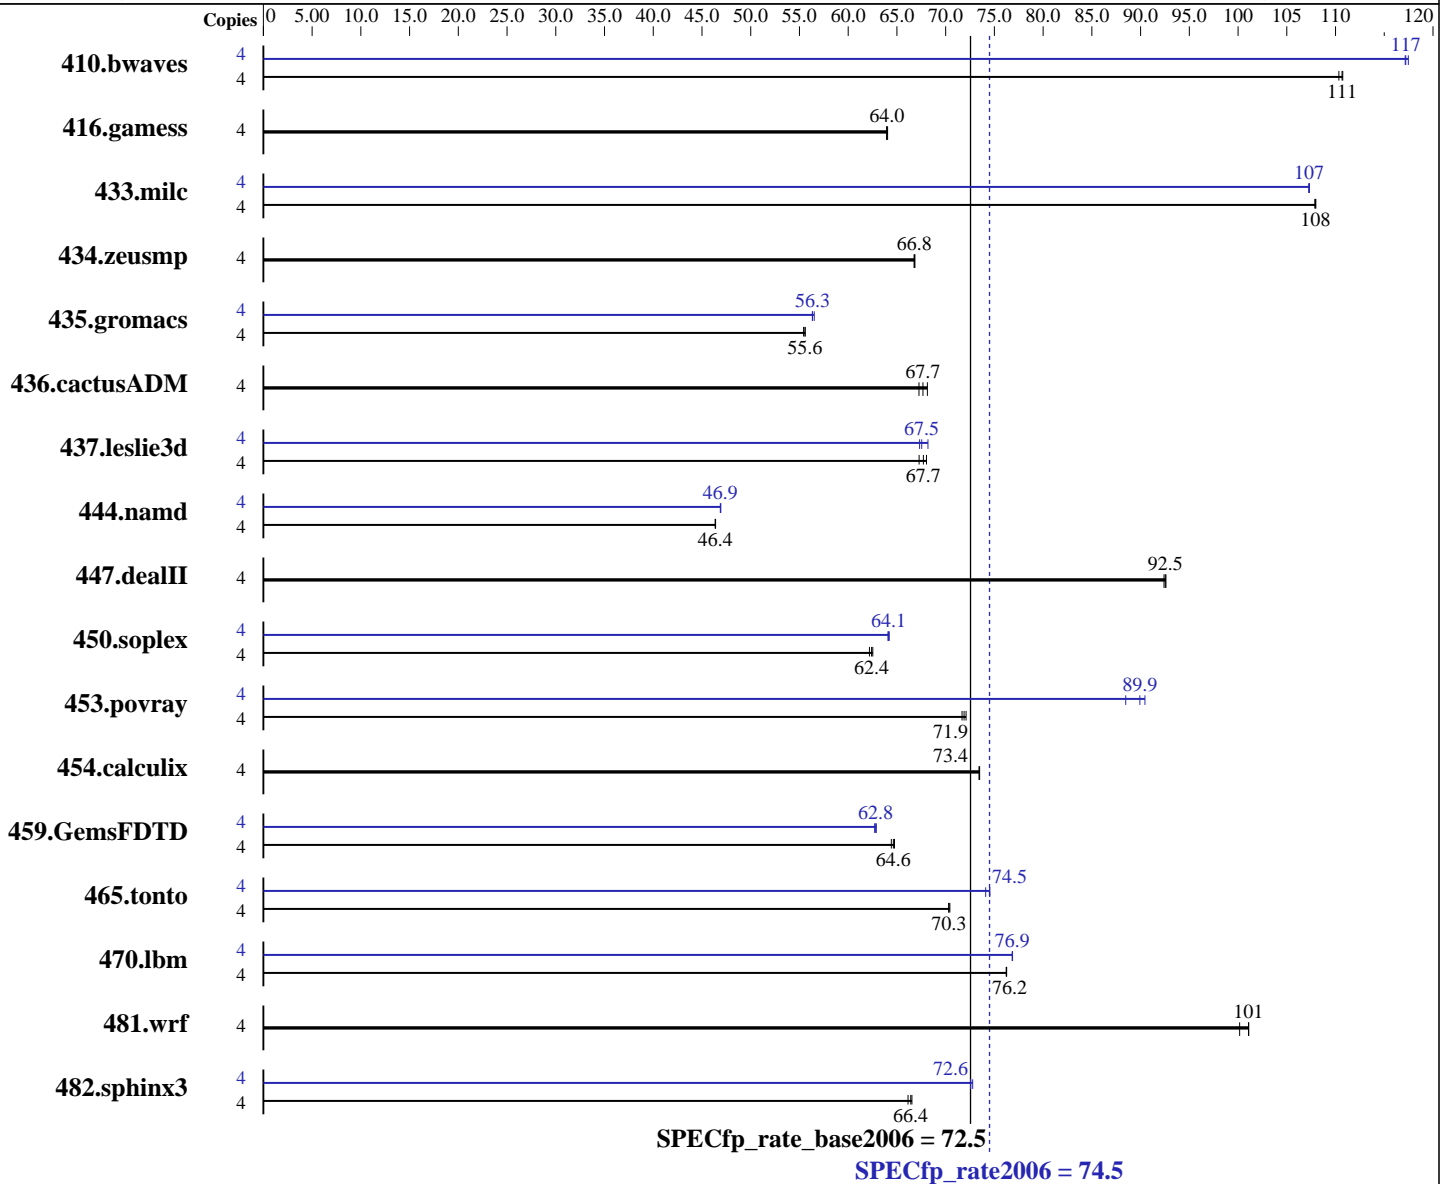 Copies 0 5.00 10.0 15.0 20.0 25.0 30.0 35.0 40.0 45.0 50.0 55.0 60.0 65.0 70.0 75.0 80.0 85.0 90.0 95.0 100 105 110 120
410.bwaves 4 117
4 111
416.gamess 4 64.0
433.milc 4 107
4 108
434.zeusmp 4 66.8
435.gromacs 4 56.3
4 55.6
436.cactusADM 4 67.7
437.leslie3d 4 67.5
4 67.7
444.namd 4 46.9
4 46.4
447.dealII 4 92.5
450.soplex 4 64.1
4 62.4
453.povray 4 89.9
4 71.9
454.calculix 4 73.4
459.GemsFDTD 4 62.8
4 64.6
465.tonto 4 74.5
4 70.3
470.lbm 4 76.9
4 76.2
481.wrf 4 101
482.sphinx3 4 72.6
4 66.4
SPECfp_rate_base2006 = 72.5
SPECfp_rate2006 = 74.5